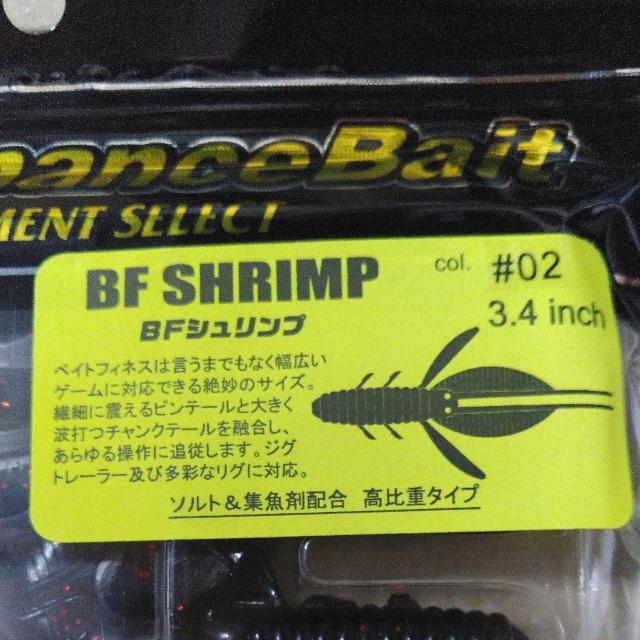 anceBait
MENT SELECT
BF SHRIMP
col. #02
BFシュリンプ
3.4 inch
ベイトフィネスは言うまでもなく幅広い
ゲームに対応できる絶妙のサイズ。
繊細に震えるピンテールと大きく
波打つチャンクテールを融合し、
あらゆる操作に追従します。ジグ
トレーラー及び多彩なリグに対応。
ソルト&集魚剤配合 高比重タイプ